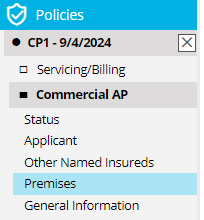 Policies
CP1 - 9/4/2024
Servicing/Billing
Commercial AP
Status
Applicant
Other Named Insureds
Premises
General Information